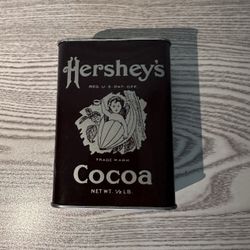 Hershey's
REG. U.S. PAT. OFF.
TRADE MARK
Cocoa
NET WT. ½ LB.